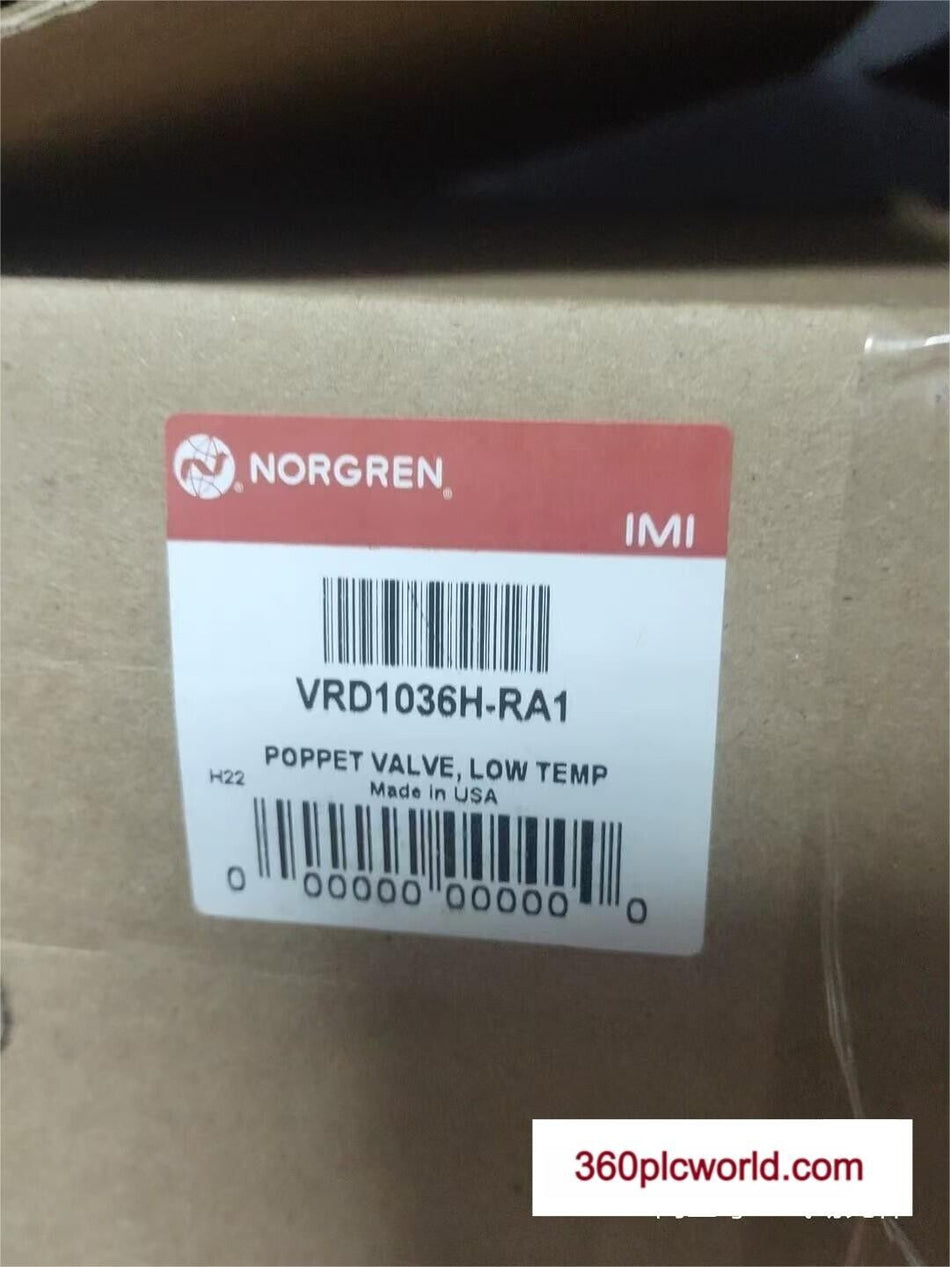 NORGREN®
IMI
VRD1036H-RA1
POPPET VALVE, LOW TEMP
H22
Made in USA
0 00000 00000 0
360plcworld.com